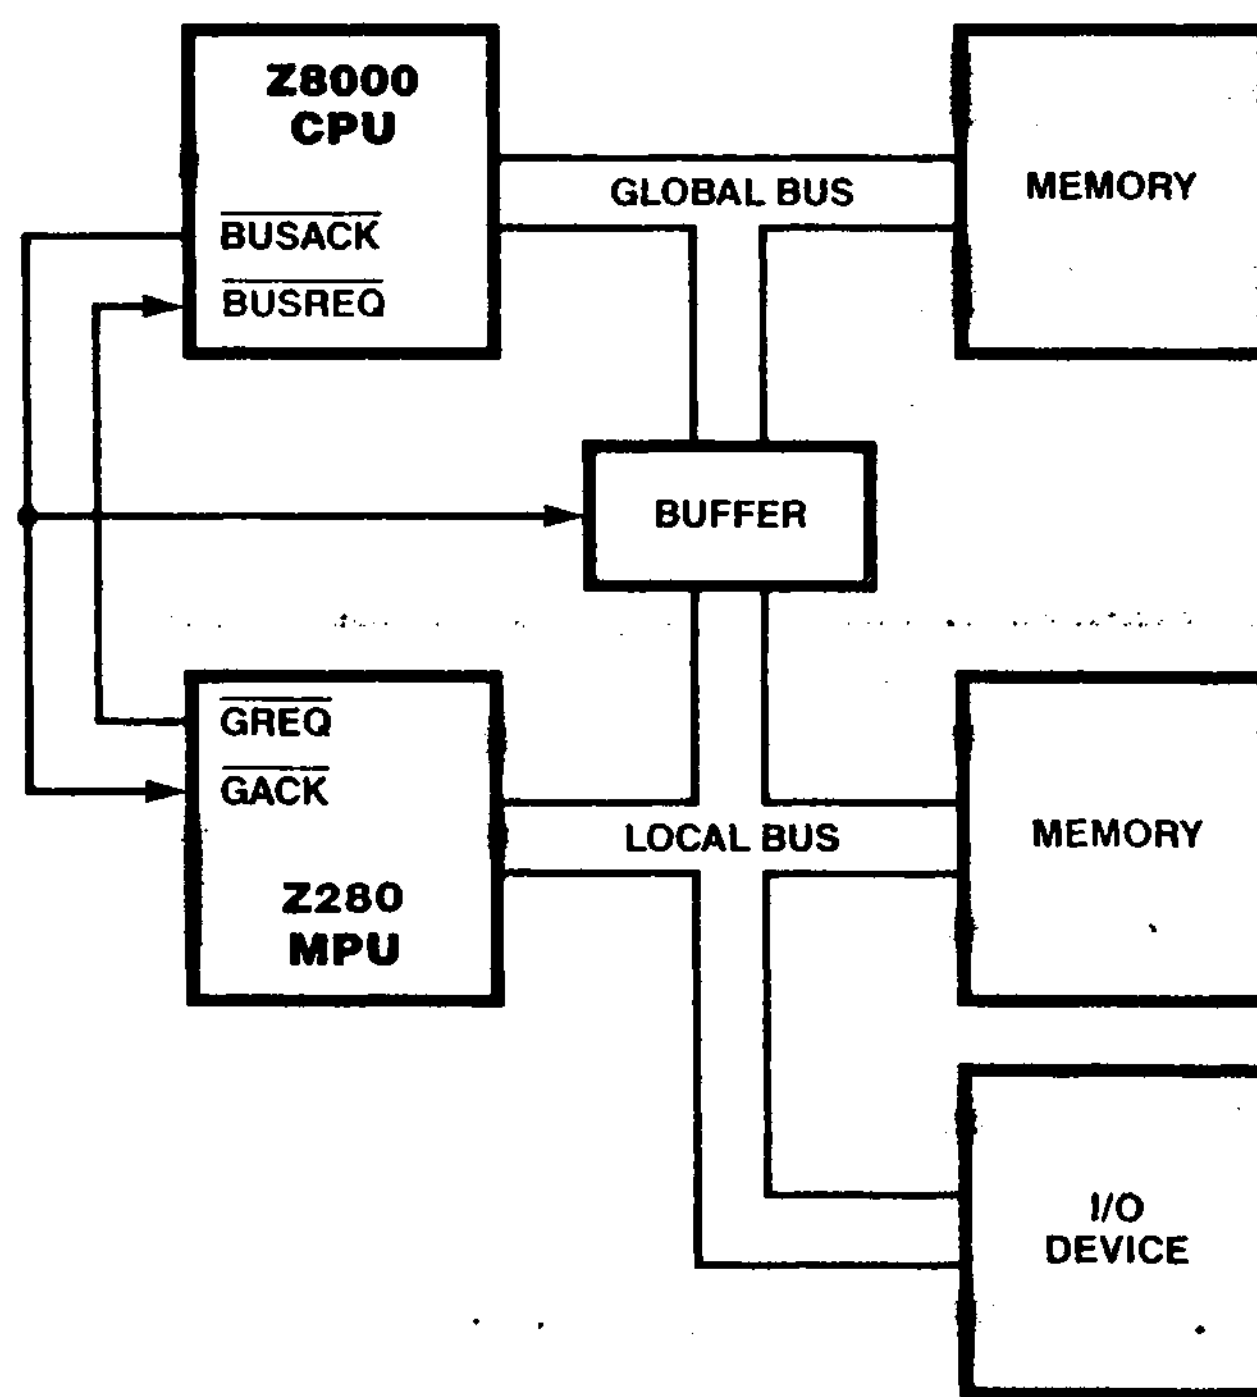 Z8000
CPU
BUSACK
BUSREQ
GLOBAL BUS
MEMORY
BUFFER
GREQ
GACK
Z280
MPU
LOCAL BUS
MEMORY
I/O
DEVICE